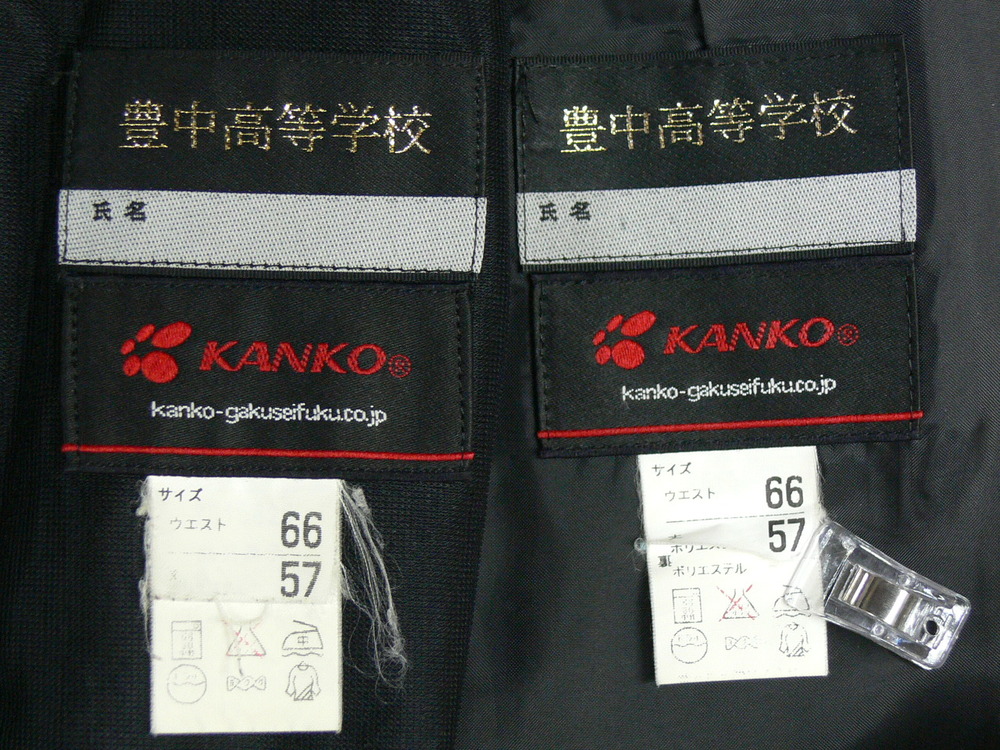 豊中高等学校
氏名
KANKO®
kanko-gakuseifuku.co.jp
サイズ
ウエスト 66
57
中
豊中高等学校
氏名
KANKO®
kanko-gakuseifuku.co.jp
サイズ
ウエスト 66
57
ポリエステル